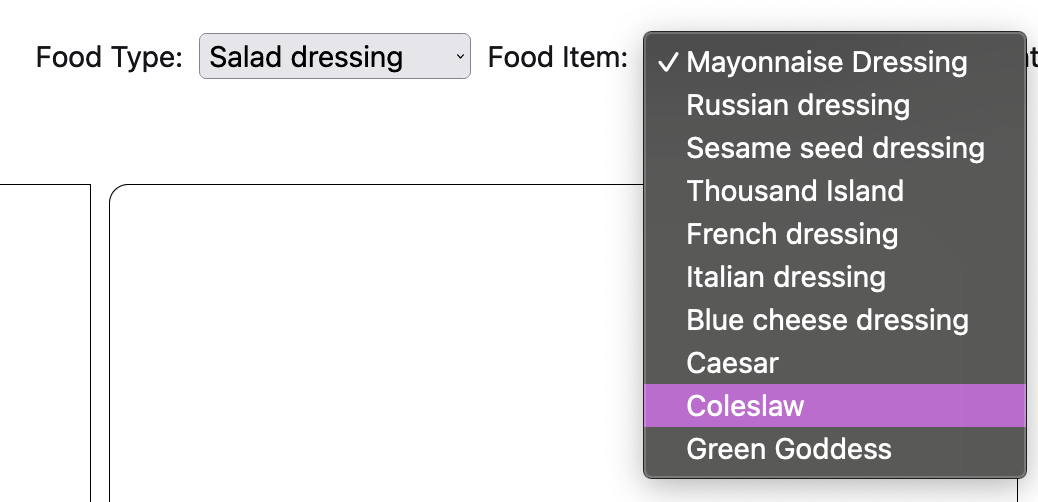 Food Type: Salad dressing Food Item: ✓ Mayonnaise Dressing
Russian dressing
Sesame seed dressing
Thousand Island
French dressing
Italian dressing
Blue cheese dressing
Caesar
Coleslaw
Green Goddess